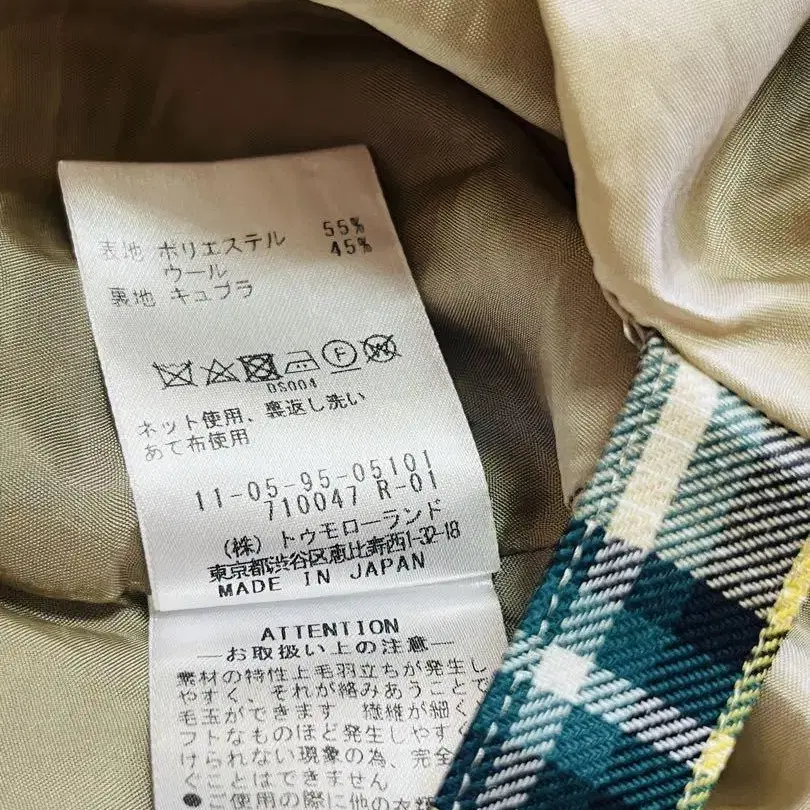 表地 ポリエステル 55%
ウール 45%
裏地 キュプラ
DS004
ネット使用、裏返し洗い
あて布使用
11-05-95-05101
710047 R-01
(株) トゥモローランド
東京都渋谷区恵比寿西1-32-18
MADE IN JAPAN
ATTENTION
―お取扱い上の注意―
素材の特性上毛羽立ちが発生し
やすく、それが絡みあうことで
毛玉ができます 繊維が細く
フトなものほど発生しやすく
けられない現象の為、完全
ぐことはできません
●ご使用の際に他の衣類